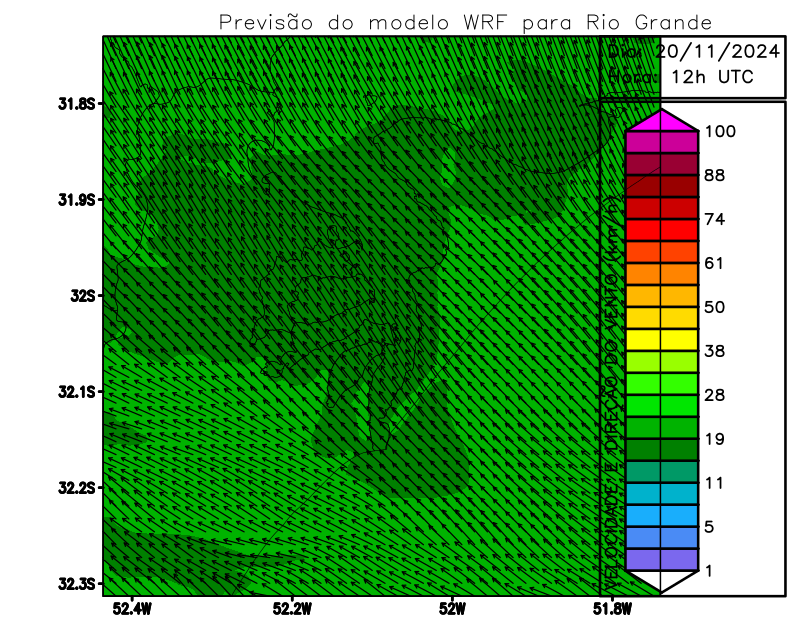 Previsão do modelo WRF para Rio Grande
Dia: 20/11/2024
Hora: 12h UTC
31.8S
31.9S
32S
32.1S
32.2S
32.3S
52.4W
52.2W
52W
51.8W
VELOCIDADE E DIREÇÃO DO VENTO (km/h)
100
88
74
61
50
38
28
19
11
5
1